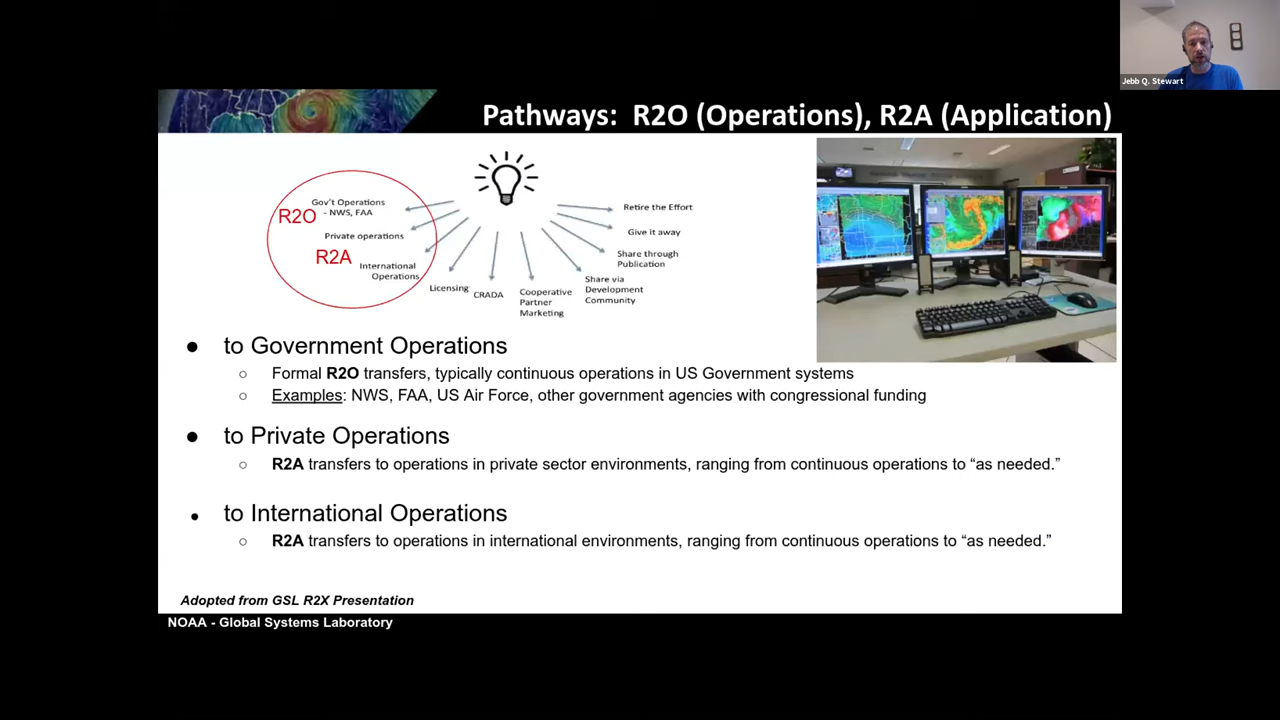 Jebb Q. Stewart
Pathways: R2O (Operations), R2A (Application)
Gov't Operations
- NWS, FAA
R2O
Private operations
R2A
International
Operations
Licensing
CRADA
Cooperative
Partner
Marketing
Share via
Development
Community
Share through
Publication
Give it away
Retire the Effort
● to Government Operations
○ Formal R2O transfers, typically continuous operations in US Government systems
○ Examples: NWS, FAA, US Air Force, other government agencies with congressional funding
● to Private Operations
○ R2A transfers to operations in private sector environments, ranging from continuous operations to “as needed.”
● to International Operations
○ R2A transfers to operations in international environments, ranging from continuous operations to “as needed.”
Adopted from GSL R2X Presentation
NOAA - Global Systems Laboratory